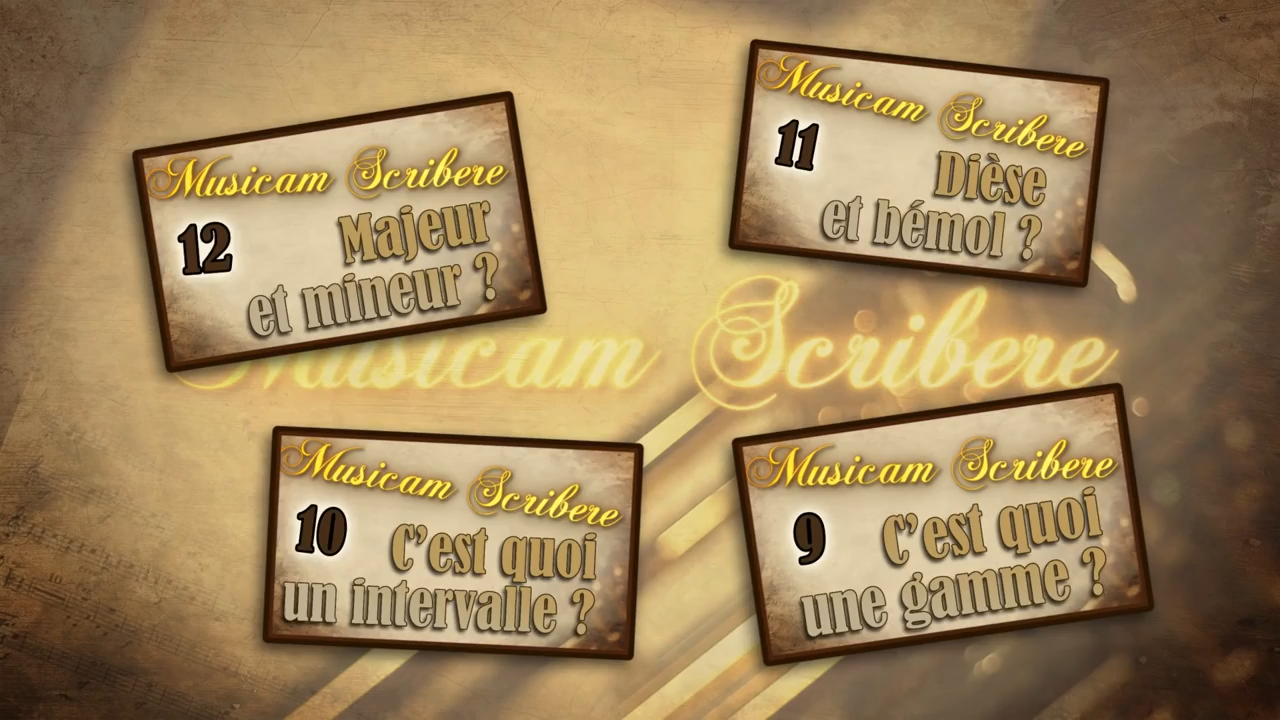 Musicam Scribere
12
Majeur
et mineur ?
Musicam Scribere
11
Dièse
et bémol ?
Musicam Scribere
Musicam Scribere
10
C'est quoi
un intervalle ?
Musicam Scribere
9
C'est quoi
une gamme ?